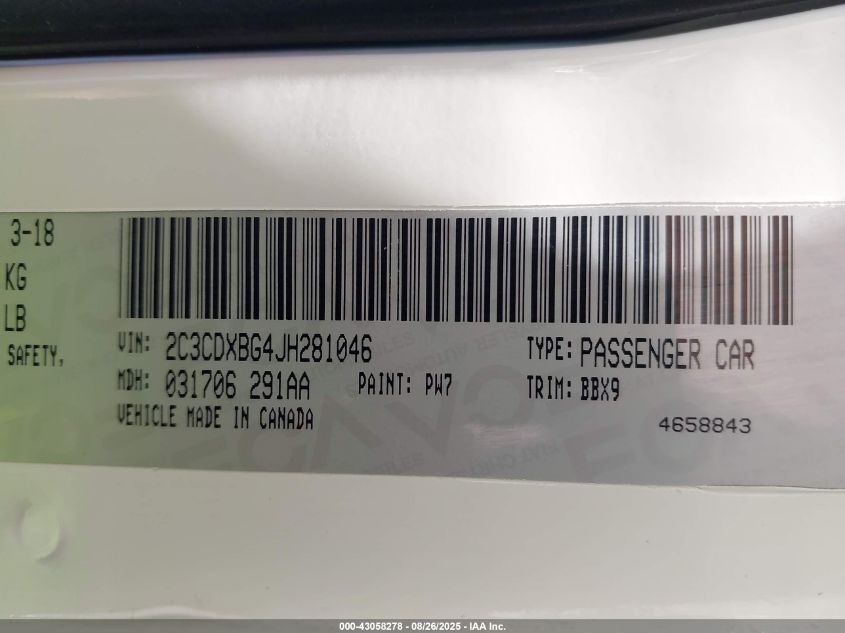 3-18
KG
LB
SAFETY,
VIN: 2C3CDXBG4JH281046
TYPE: PASSENGER CAR
MDH: 031706 291AA
PAINT: PW7
TRIM: BBX9
VEHICLE MADE IN CANADA
4658843
000-43058278 - 08/26/2025 - IAA Inc.